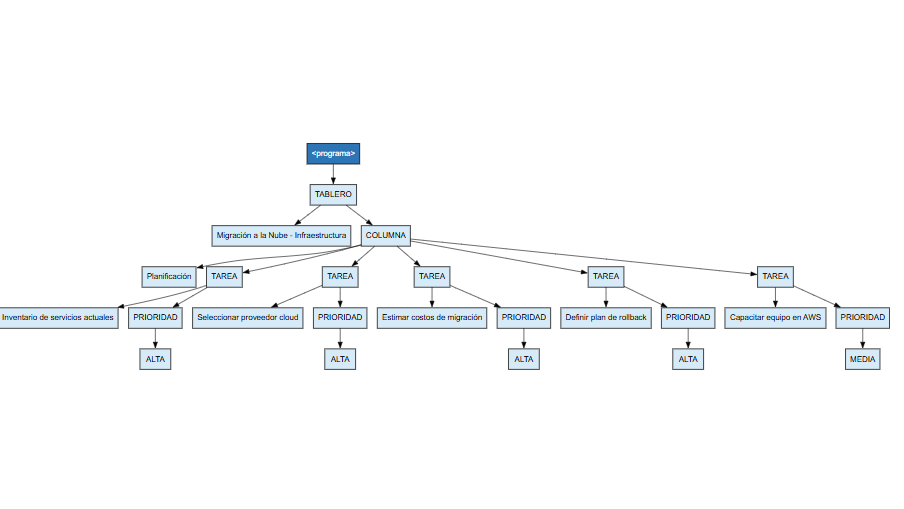 <programa>
TABLERO
Migración a la Nube - Infraestructura
COLUMNA
Planificación
TAREA
TAREA
TAREA
TAREA
TAREA
Inventario de servicios actuales
PRIORIDAD
Seleccionar proveedor cloud
PRIORIDAD
Estimar costos de migración
PRIORIDAD
Definir plan de rollback
PRIORIDAD
Capacitar equipo en AWS
PRIORIDAD
ALTA
ALTA
ALTA
ALTA
MEDIA